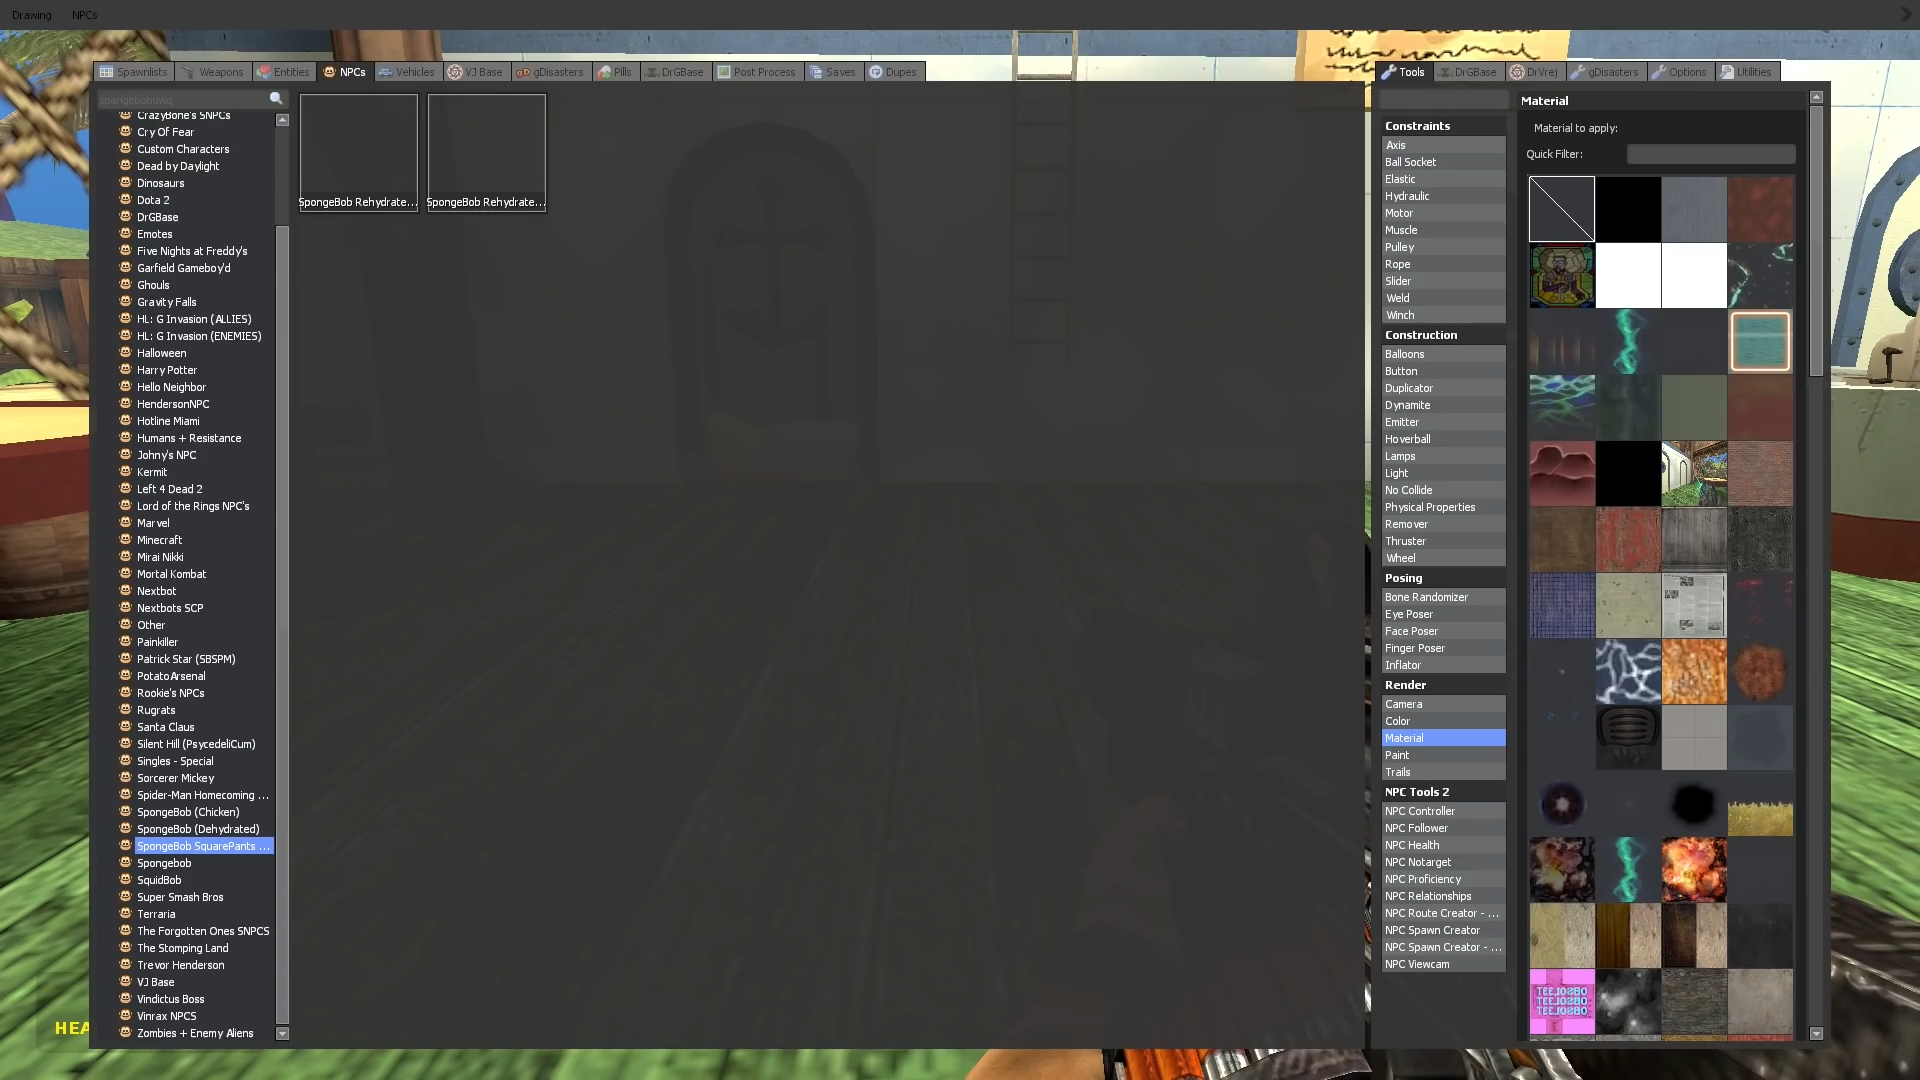 Drawing NPCs
Spawnlists Weapons Entities NPCs Vehicles VJ Base gDisasters Pills DrGBase Post Process Saves Dupes
spongebobdwq
CrazyBone's SNPCs
Cry Of Fear
Custom Characters
Dead by Daylight
Dinosaurs
Dota 2
DrGBase
Emotes
Five Nights at Freddy's
Garfield Gameboy'd
Ghouls
Gravity Falls
HL: G Invasion (ALLIES)
HL: G Invasion (ENEMIES)
Halloween
Harry Potter
Hello Neighbor
HendersonNPC
Hotline Miami
Humans + Resistance
Johny's NPC
Kermit
Left 4 Dead 2
Lord of the Rings NPC's
Marvel
Minecraft
Mirai Nikki
Mortal Kombat
Nextbot
Nextbots SCP
Other
Painkiller
Patrick Star (SBSPM)
PotatoArsenal
Rookie's NPCs
Rugrats
Santa Claus
Silent Hill (PsycedeliCum)
Singles - Special
Sorcerer Mickey
Spider-Man Homecoming ...
SpongeBob (Chicken)
SpongeBob (Dehydrated)
SpongeBob SquarePants ...
Spongebob
SquidBob
Super Smash Bros
Terraria
The Forgotten Ones SNPCS
The Stomping Land
Trevor Henderson
VJ Base
Vindictus Boss
Vinrax NPCS
Zombies + Enemy Aliens
HEA
SpongeBob Rehydrate... SpongeBob Rehydrate...
Tools DrGBase DrVrej gDisasters Options Utilities
Constraints
Axis
Ball Socket
Elastic
Hydraulic
Motor
Muscle
Pulley
Rope
Slider
Weld
Winch
Construction
Balloons
Button
Duplicator
Dynamite
Emitter
Hoverball
Lamps
Light
No Collide
Physical Properties
Remover
Thruster
Wheel
Posing
Bone Randomizer
Eye Poser
Face Poser
Finger Poser
Inflator
Render
Camera
Color
Material
Paint
Trails
NPC Tools 2
NPC Controller
NPC Follower
NPC Health
NPC Notarget
NPC Proficiency
NPC Relationships
NPC Route Creator - ...
NPC Spawn Creator
NPC Spawn Creator - ...
NPC Viewcam
Material
Material to apply:
Quick Filter: